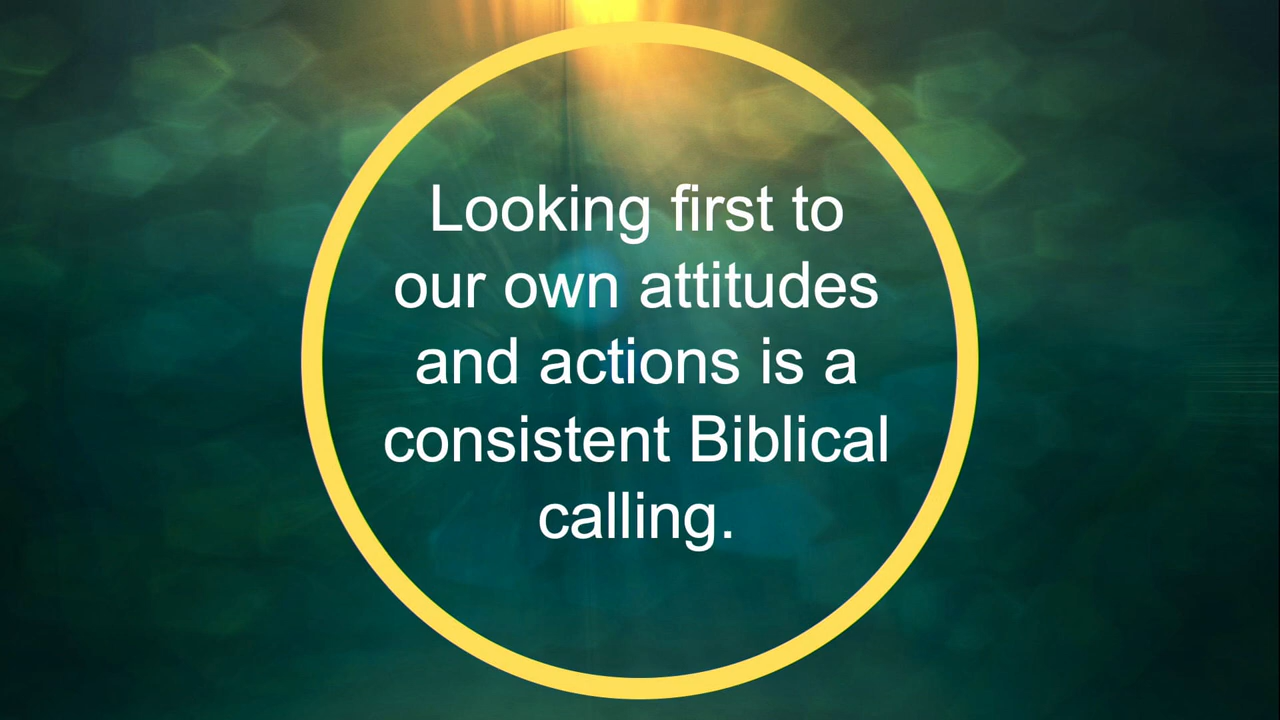 Looking first to
our own attitudes
and actions is a
consistent Biblical
calling.